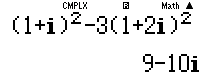 CMPLX R Math ▲
(1+i)²-3(1+2i)²
9-10i